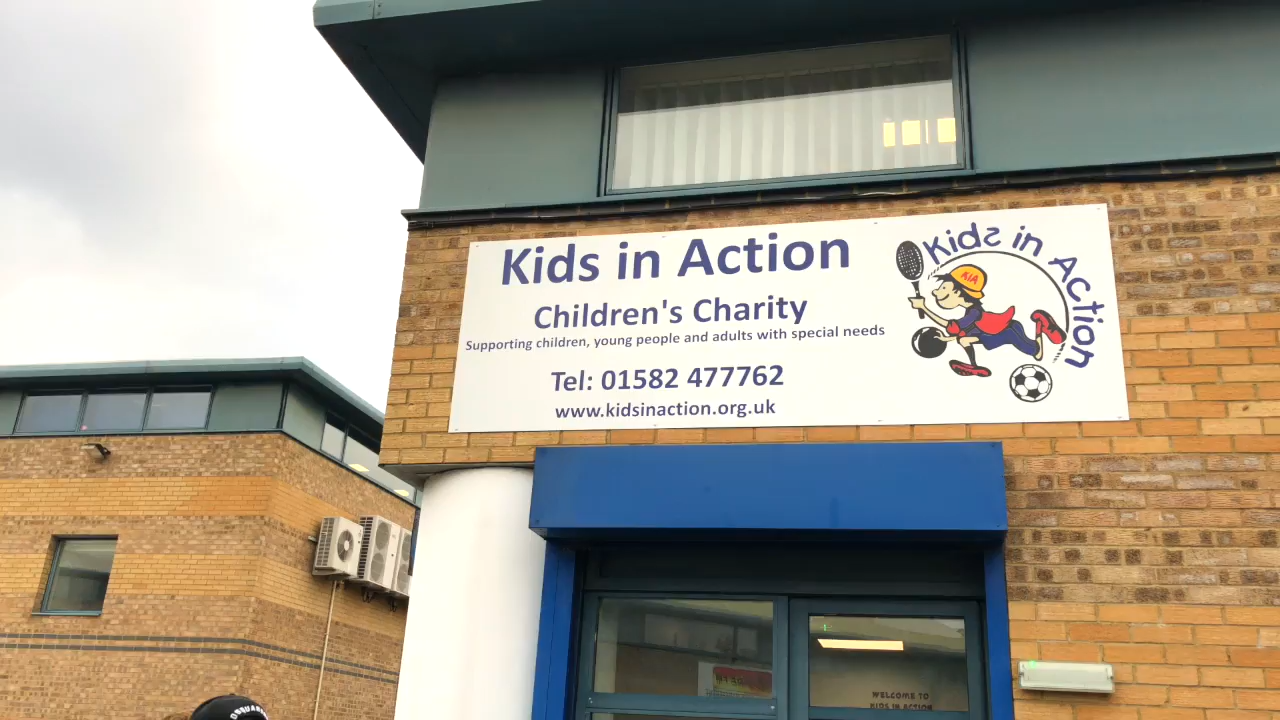 Kids in Action
Children's Charity
Supporting children, young people and adults with special needs
Tel: 01582 477762
www.kidsinaction.org.uk
Kids in Action
KIA
WELCOME TO
KIDS IN ACTION